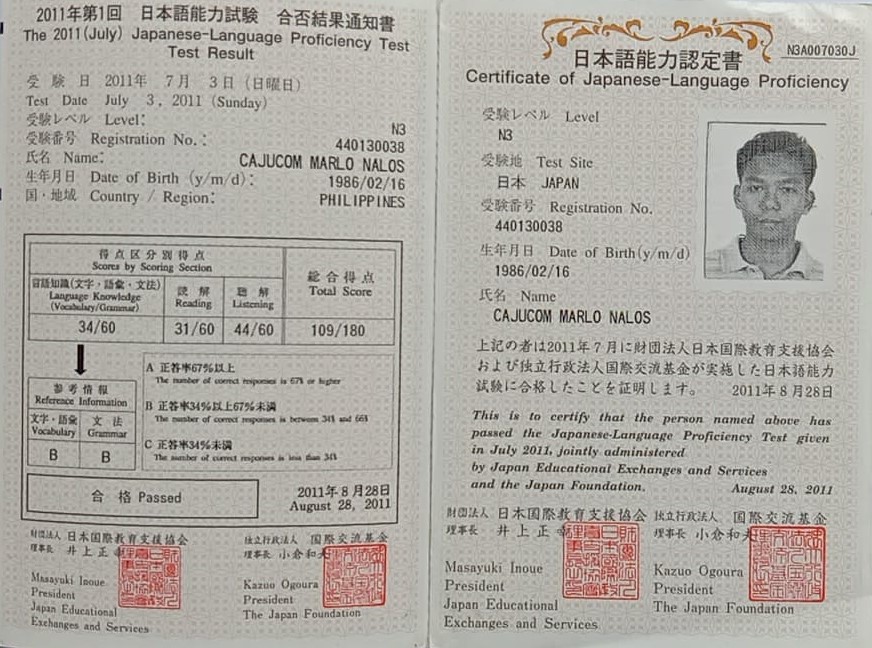 2011年第1回 日本語能力試験 合否結果通知書
The 2011(July) Japanese-Language Proficiency Test
Test Result
受 験 日 2011年 7月 3日(日曜日)
Test Date July 3, 2011 (Sunday)
受験レベル Level: N3
受験番号 Registration No.: 440130038
氏名 Name: CAJUCOM MARLO NALOS
生年月日 Date of Birth (y/m/d): 1986/02/16
国・地域 Country / Region: PHILIPPINES
得点区分別得点
Scores by Scoring Section
総合得点
Total Score
言語知識(文字・語彙・文法)
Language Knowledge
(Vocabulary/Grammar)
読 解
Reading
聴 解
Listening
34/60 31/60 44/60 109/180
参考情報
Reference Information
文字・語彙
Vocabulary
文 法
Grammar
B B
A 正答率67%以上
The number of correct responses is 67% or higher
B 正答率34%以上67%未満
The number of correct responses is between 34% and 66%
C 正答率34%未満
The number of correct responses is less than 34%
合 格 Passed
2011年8月28日
August 28, 2011
財団法人 日本国際教育支援協会
理事長 井上正
Masayuki Inoue
President
Japan Educational
Exchanges and Services
独立行政法人 国際交流基金
理事長 小倉和夫
Kazuo Ogoura
President
The Japan Foundation
日本語能力認定書
N3A007030J
Certificate of Japanese-Language Proficiency
受験レベル Level
N3
受験地 Test Site
日本 JAPAN
受験番号 Registration No.
440130038
生年月日 Date of Birth(y/m/d)
1986/02/16
氏名 Name
CAJUCOM MARLO NALOS
上記の者は2011年7月に財団法人日本国際教育支援協会
および独立行政法人国際交流基金が実施した日本語能力
試験に合格したことを証明します。 2011年8月28日
This is to certify that the person named above has
passed the Japanese-Language Proficiency Test given
in July 2011, jointly administered
by Japan Educational Exchanges and Services
and the Japan Foundation. August 28, 2011
財団法人 日本国際教育支援協会
理事長 井上正
Masayuki Inoue
President
Japan Educational
Exchanges and Services
独立行政法人 国際交流基金
理事長 小倉和夫
Kazuo Ogoura
President
The Japan Foundation